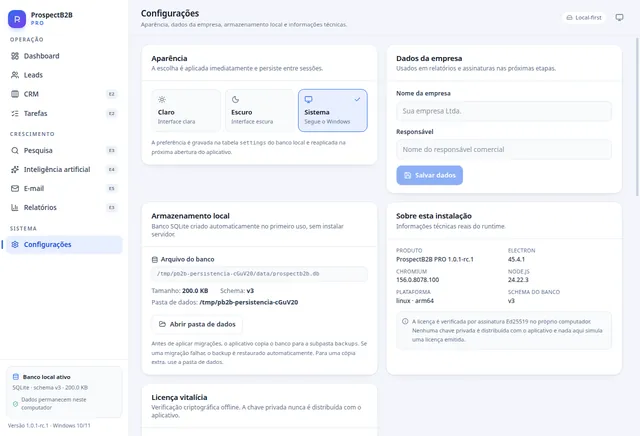 ProspectB2B
PRO
OPERAÇÃO
Dashboard
Leads
CRM E2
Tarefas E2
CRESCIMENTO
Pesquisa E3
Inteligência artificial E4
E-mail E5
Relatórios E3
SISTEMA
Configurações
Banco local ativo
SQLite · schema v3 · 200.0 KB
Dados permanecem neste
computador
Versão 1.0.1-rc.1 · Windows 10/11
Configurações
Aparência, dados da empresa, armazenamento local e informações técnicas.
Local-first
Aparência
A escolha é aplicada imediatamente e persiste entre sessões.
Claro
Interface clara
Escuro
Interface escura
Sistema
Segue o Windows
A preferência é gravada na tabela settings do banco local e é reaplicada na
próxima abertura do aplicativo.
Dados da empresa
Usados em relatórios e assinaturas nas próximas etapas.
Nome da empresa
Sua empresa Ltda.
Responsável
Nome do responsável comercial
Salvar dados
Armazenamento local
Banco SQLite criado automaticamente no primeiro uso, sem instalar
servidor.
Arquivo do banco
/tmp/pb2b-persistencia-cGuV20/data/prospectb2b.db
Tamanho: 200.0 KB Schema: v3
Pasta de dados: /tmp/pb2b-persistencia-cGuV20
Abrir pasta de dados
Antes de aplicar migrações, o aplicativo copia o banco para a subpasta backups. Se
uma migração falhar, o backup é restaurado automaticamente. Para uma cópia
extra, use a pasta de dados.
Sobre esta instalação
Informações técnicas reais do runtime
PRODUTO
ProspectB2B PRO 1.0.1-rc.1
ELECTRON
45.4.1
CHROMIUM
156.0.8078.100
NODE.JS
24.22.3
PLATAFORMA
linux · arm64
SCHEMA DO BANCO
v3
A licença é verificada por assinatura Ed25519 no próprio computador.
Nenhuma chave privada é distribuída com o aplicativo e nada aqui simula
uma licença emitida.
Licença vitalícia
Verificação criptográfica offline. A chave privada nunca é distribuída com o
aplicativo.